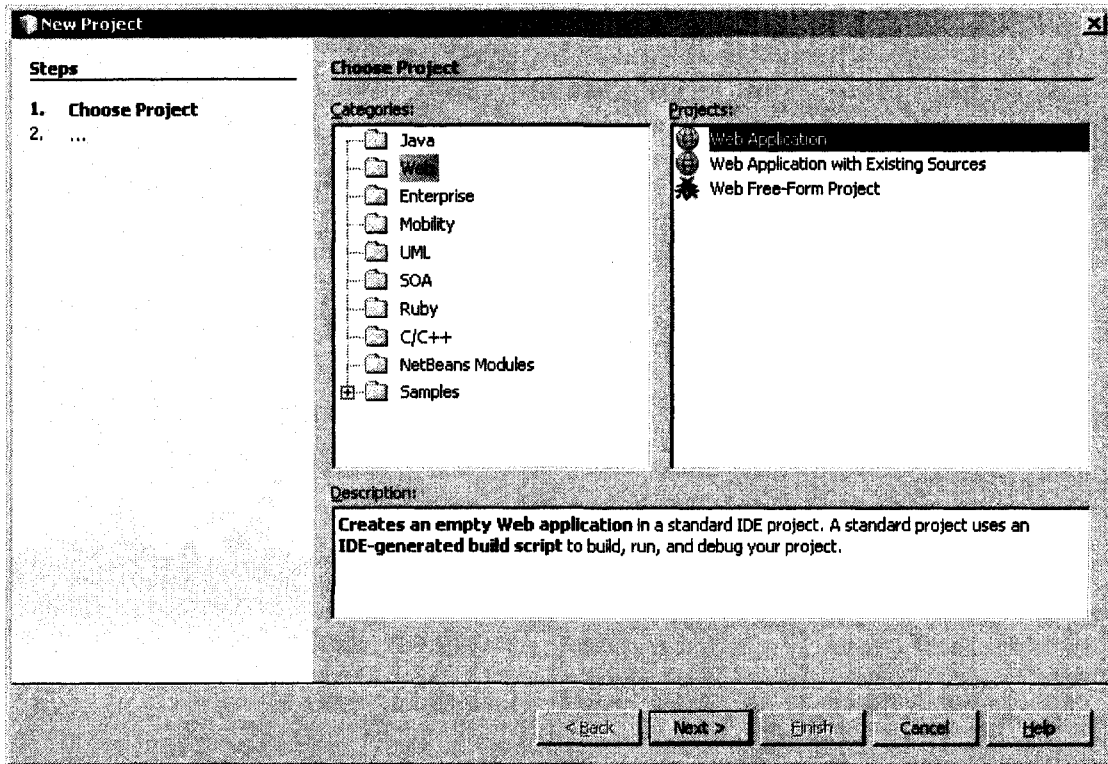 New Project
Steps
1. Choose Project
2. ...
Choose Project
Categories:
Java
Web
Enterprise
Mobility
UML
SOA
Ruby
C/C++
NetBeans Modules
Samples
Projects:
Web Application
Web Application with Existing Sources
Web Free-Form Project
Description:
Creates an empty Web application in a standard IDE project. A standard project uses an
IDE-generated build script to build, run, and debug your project.
< Back
Next >
Finish
Cancel
Help